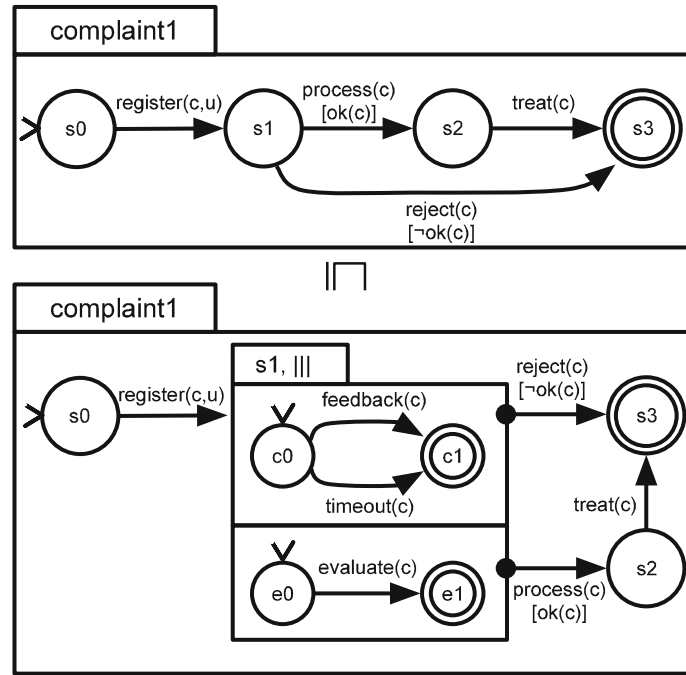 complaint1
register(c,u)
process(c)
[ok(c)]
treat(c)
s0
s1
s2
s3
reject(c)
[¬ok(c)]
complaint1
s1, |||
register(c,u)
s0
feedback(c)
c0
c1
timeout(c)
evaluate(c)
e0
e1
reject(c)
[¬ok(c)]
s3
treat(c)
s2
process(c)
[ok(c)]